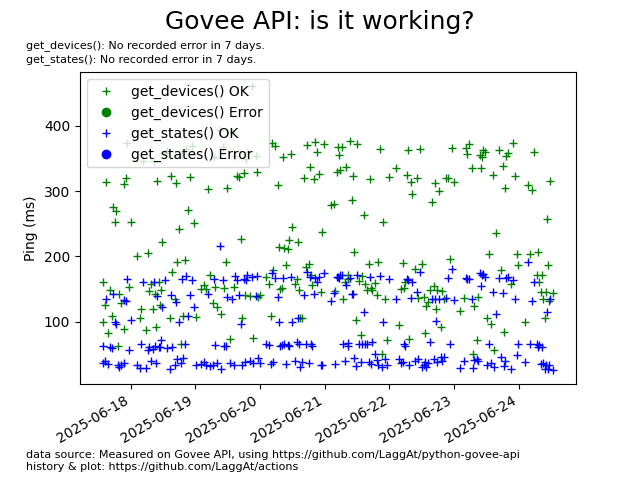 Govee API: is it working?
get_devices(): No recorded error in 7 days.
get_states(): No recorded error in 7 days.
get_devices() OK
get_devices() Error
get_states() OK
get_states() Error
400
300
200
100
Ping (ms)
2025-06-18
2025-06-19
2025-06-20
2025-06-21
2025-06-22
2025-06-23
2025-06-24
data source: Measured on Govee API, using https://github.com/LaggAt/python-govee-api
history & plot: https://github.com/LaggAt/actions